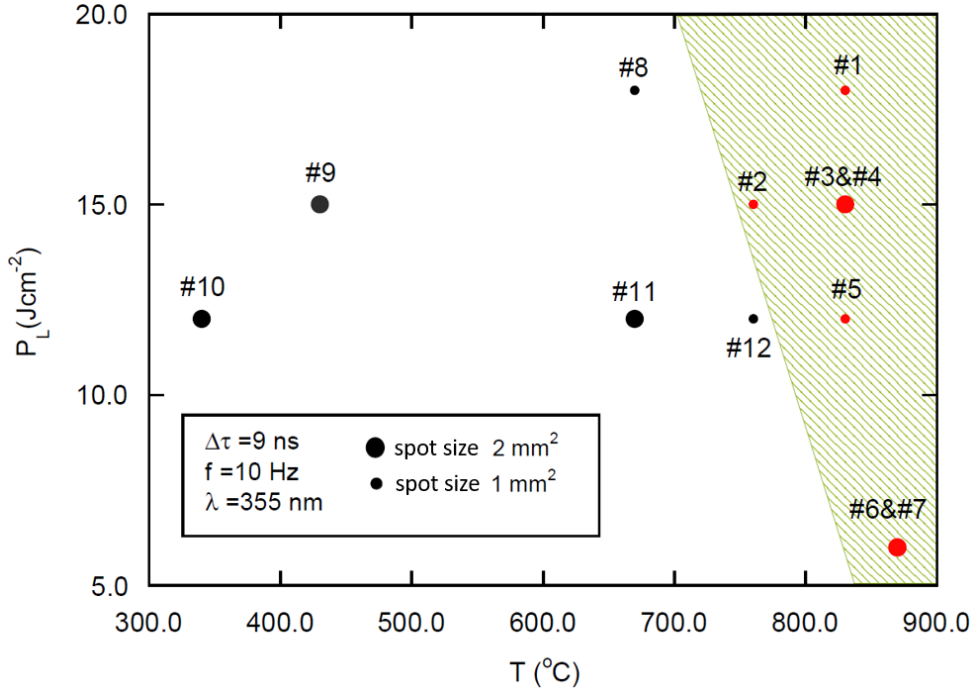 20.0
#8
#1
#9
#2
#3&#4
15.0
#10
#11
#5
#12
P_L(Jcm⁻²)
10.0
Δτ =9 ns
spot size 2 mm²
f =10 Hz
spot size 1 mm²
λ =355 nm
#6&#7
5.0
300.0 400.0 500.0 600.0 700.0 800.0 900.0
T (°C)